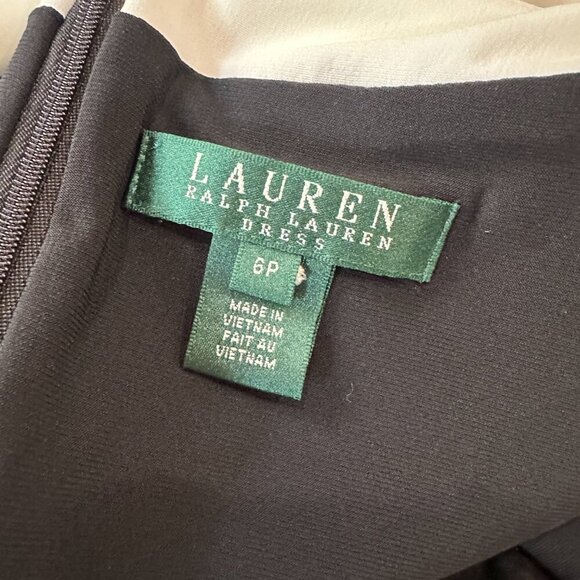 LAUREN
RALPH LAUREN
DRESS
6P
MADE IN
VIETNAM
FAIT AU
VIETNAM